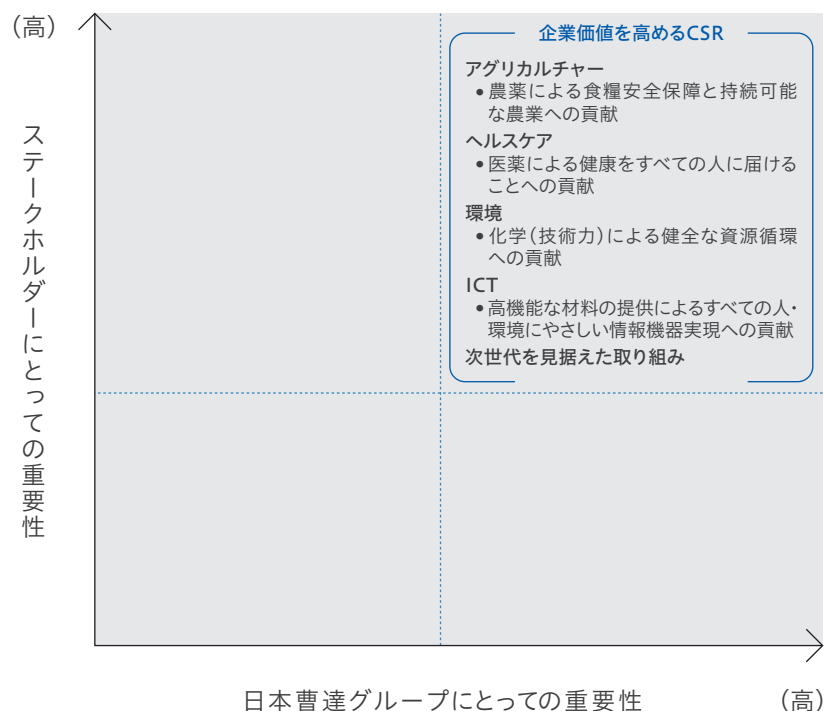 (高)
ステークホルダーにとっての重要性
企業価値を高めるCSR
アグリカルチャー
●農薬による食糧安全保障と持続可能
な農業への貢献
ヘルスケア
●医薬による健康をすべての人に届ける
ことへの貢献
環境
●化学(技術力)による健全な資源循環
への貢献
ICT
●高機能な材料の提供によるすべての人・
環境にやさしい情報機器実現への貢献
次世代を見据えた取り組み
日本曹達グループにとっての重要性
(高)